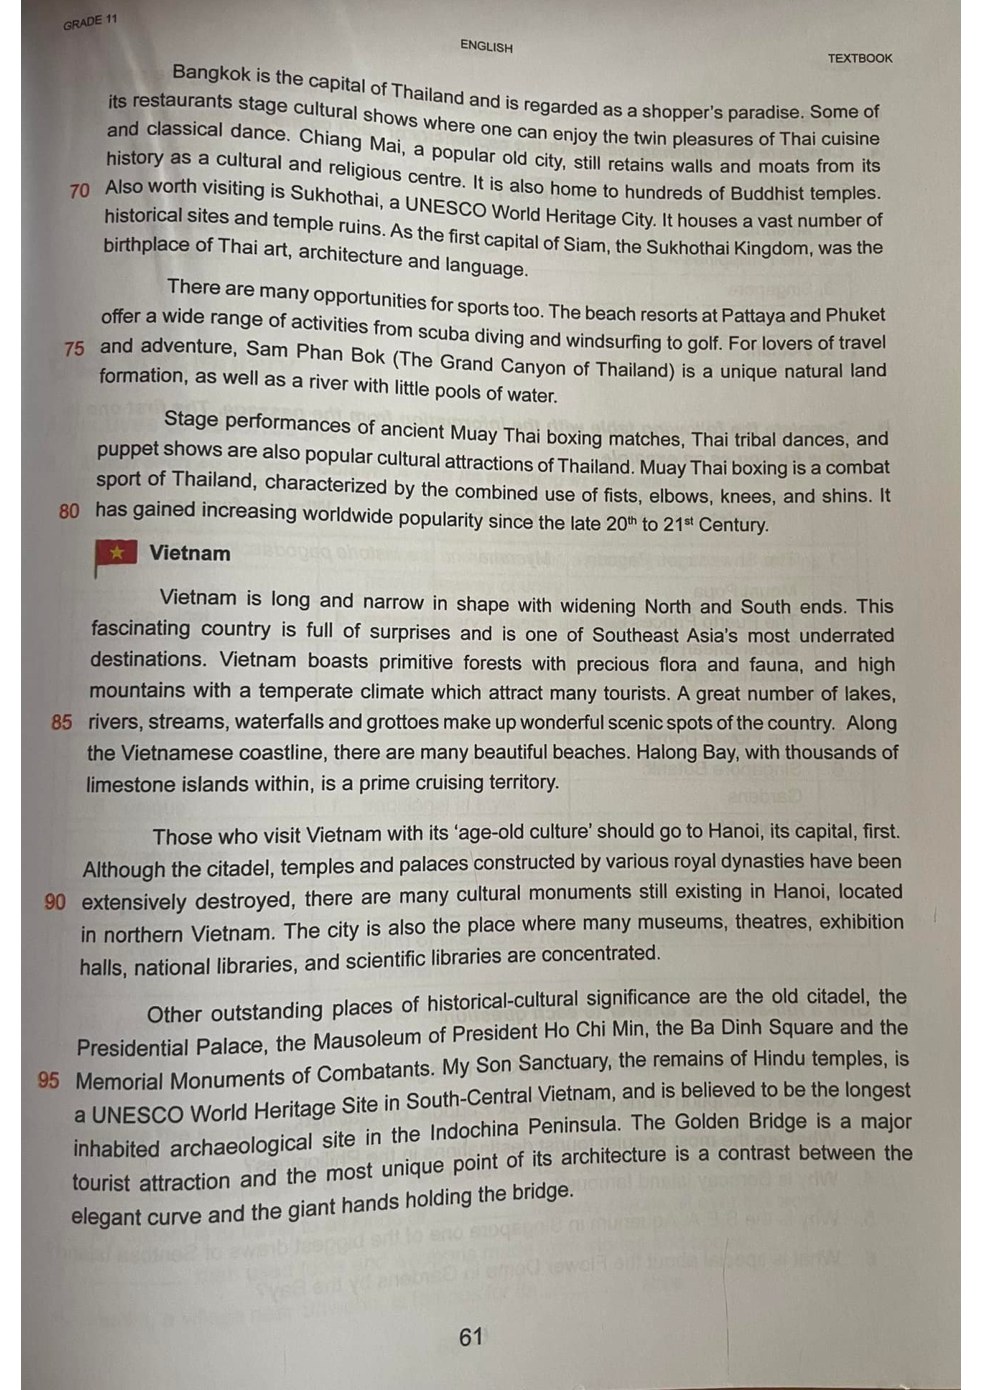 GRADE 11
ENGLISH
TEXTBOOK
Bangkok is the capital of Thailand and is regarded as a shopper's paradise. Some of
its restaurants stage cultural shows where one can enjoy the twin pleasures of Thai cuisine
and classical dance. Chiang Mai, a popular old city, still retains walls and moats from its
history as a cultural and religious centre. It is also home to hundreds of Buddhist temples.
70 Also worth visiting is Sukhothai, a UNESCO World Heritage City. It houses a vast number of
historical sites and temple ruins. As the first capital of Siam, the Sukhothai Kingdom, was the
birthplace of Thai art, architecture and language.
There are many opportunities for sports too. The beach resorts at Pattaya and Phuket
offer a wide range of activities from scuba diving and windsurfing to golf. For lovers of travel
75 and adventure, Sam Phan Bok (The Grand Canyon of Thailand) is a unique natural land
formation, as well as a river with little pools of water.
Stage performances of ancient Muay Thai boxing matches, Thai tribal dances, and
puppet shows are also popular cultural attractions of Thailand. Muay Thai boxing is a combat
sport of Thailand, characterized by the combined use of fists, elbows, knees, and shins. It
80 has gained increasing worldwide popularity since the late 20th to 21st Century.
Vietnam
Vietnam is long and narrow in shape with widening North and South ends. This
fascinating country is full of surprises and is one of Southeast Asia's most underrated
destinations. Vietnam boasts primitive forests with precious flora and fauna, and high
mountains with a temperate climate which attract many tourists. A great number of lakes,
85 rivers, streams, waterfalls and grottoes make up wonderful scenic spots of the country. Along
the Vietnamese coastline, there are many beautiful beaches. Halong Bay, with thousands of
limestone islands within, is a prime cruising territory.
Those who visit Vietnam with its 'age-old culture' should go to Hanoi, its capital, first.
Although the citadel, temples and palaces constructed by various royal dynasties have been
90 extensively destroyed, there are many cultural monuments still existing in Hanoi, located
in northern Vietnam. The city is also the place where many museums, theatres, exhibition
halls, national libraries, and scientific libraries are concentrated.
Other outstanding places of historical-cultural significance are the old citadel, the
Presidential Palace, the Mausoleum of President Ho Chi Min, the Ba Dinh Square and the
95 Memorial Monuments of Combatants. My Son Sanctuary, the remains of Hindu temples, is
a UNESCO World Heritage Site in South-Central Vietnam, and is believed to be the longest
inhabited archaeological site in the Indochina Peninsula. The Golden Bridge is a major
tourist attraction and the most unique point of its architecture is a contrast between the
elegant curve and the giant hands holding the bridge.
61